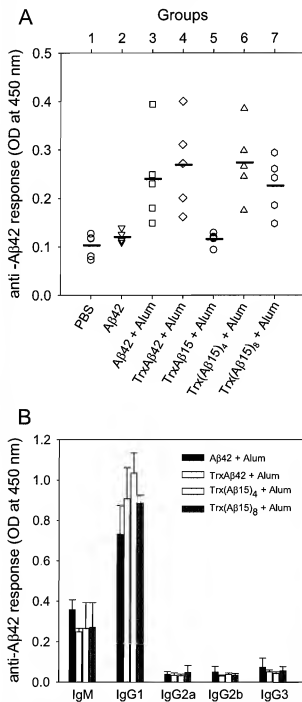 A
Groups
1 2 3 4 5 6 7
anti -Aβ42 response (OD at 450 nm)
0.5
0.4
0.3
0.2
0.1
0.0
PBS
Aβ42
Aβ42 + Alum
TrxAβ42 + Alum
TrxAβ15 + Alum
Trx(Aβ15)4 + Alum
Trx(Aβ15)8 + Alum
B
anti-Aβ42 response (OD at 450 nm)
1.2
1.0
0.8
0.6
0.4
0.2
0.0
Aβ42 + Alum
TrxAβ42 + Alum
Trx(Aβ15)4 + Alum
Trx(Aβ15)8 + Alum
IgM IgG1 IgG2a IgG2b IgG3